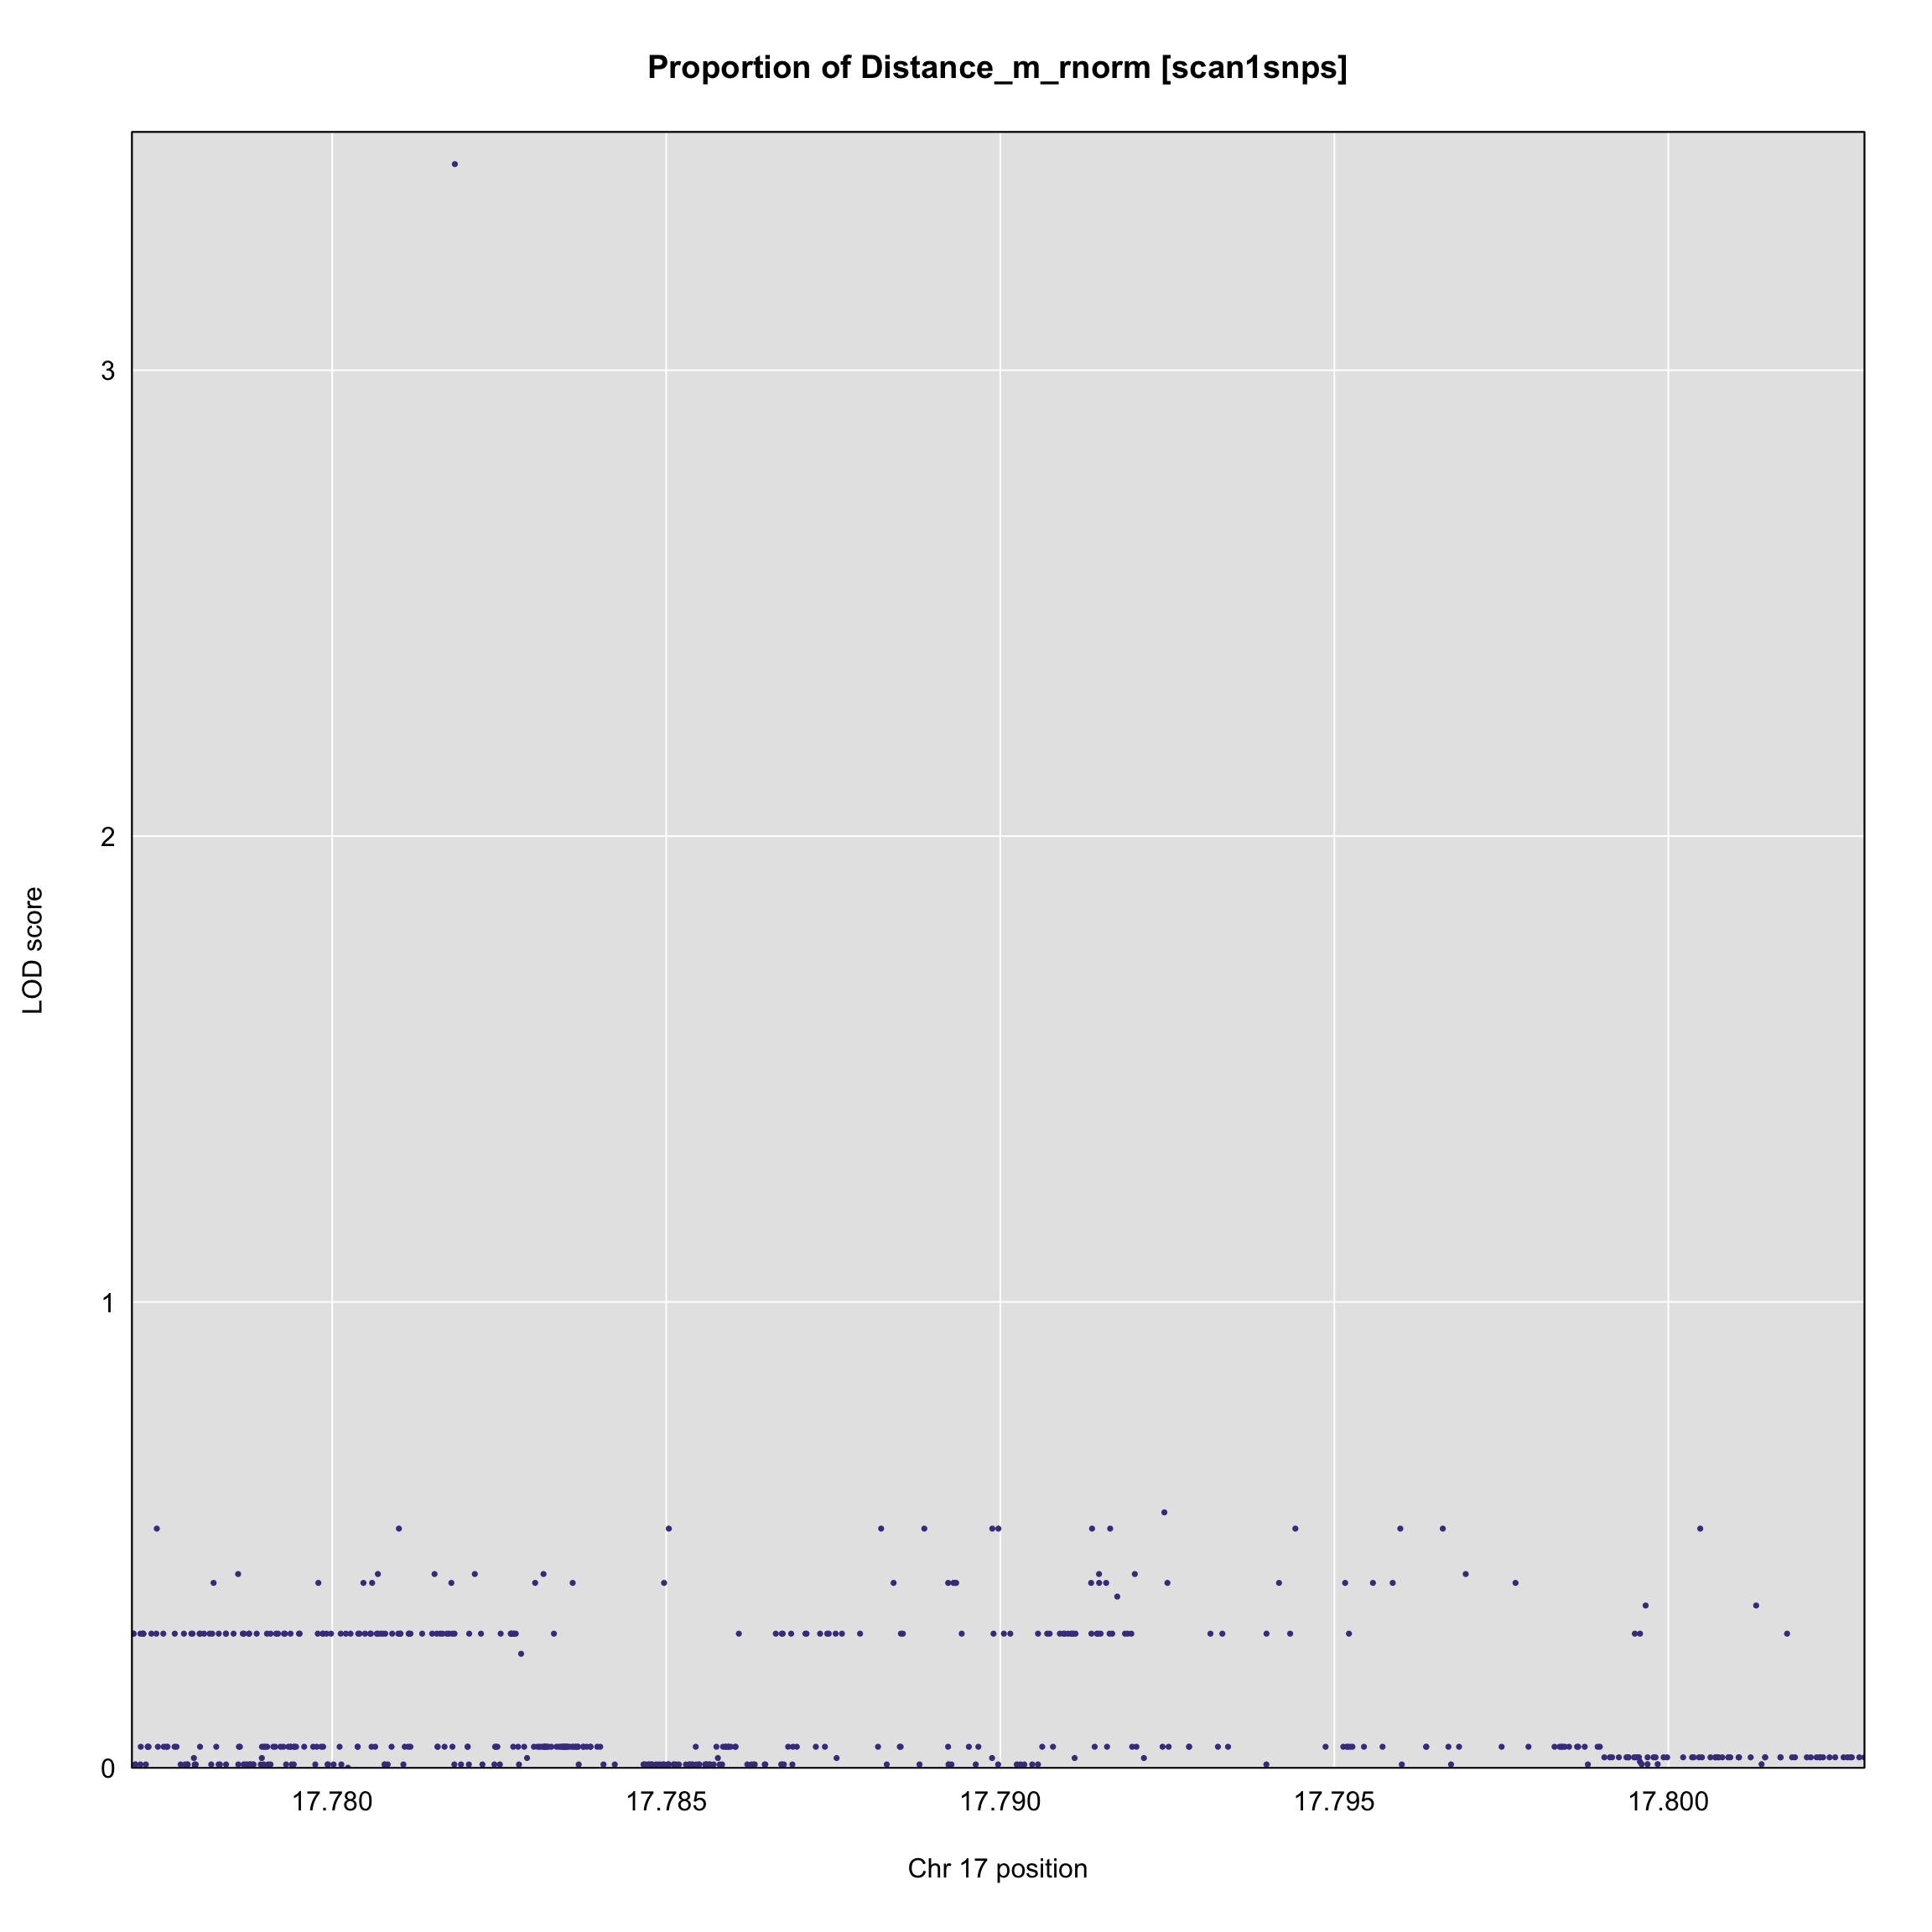 Proportion of Distance_m_rnorm [scan1snps]
3
2
1
0
LOD score
17.780 17.785 17.790 17.795 17.800
Chr 17 position